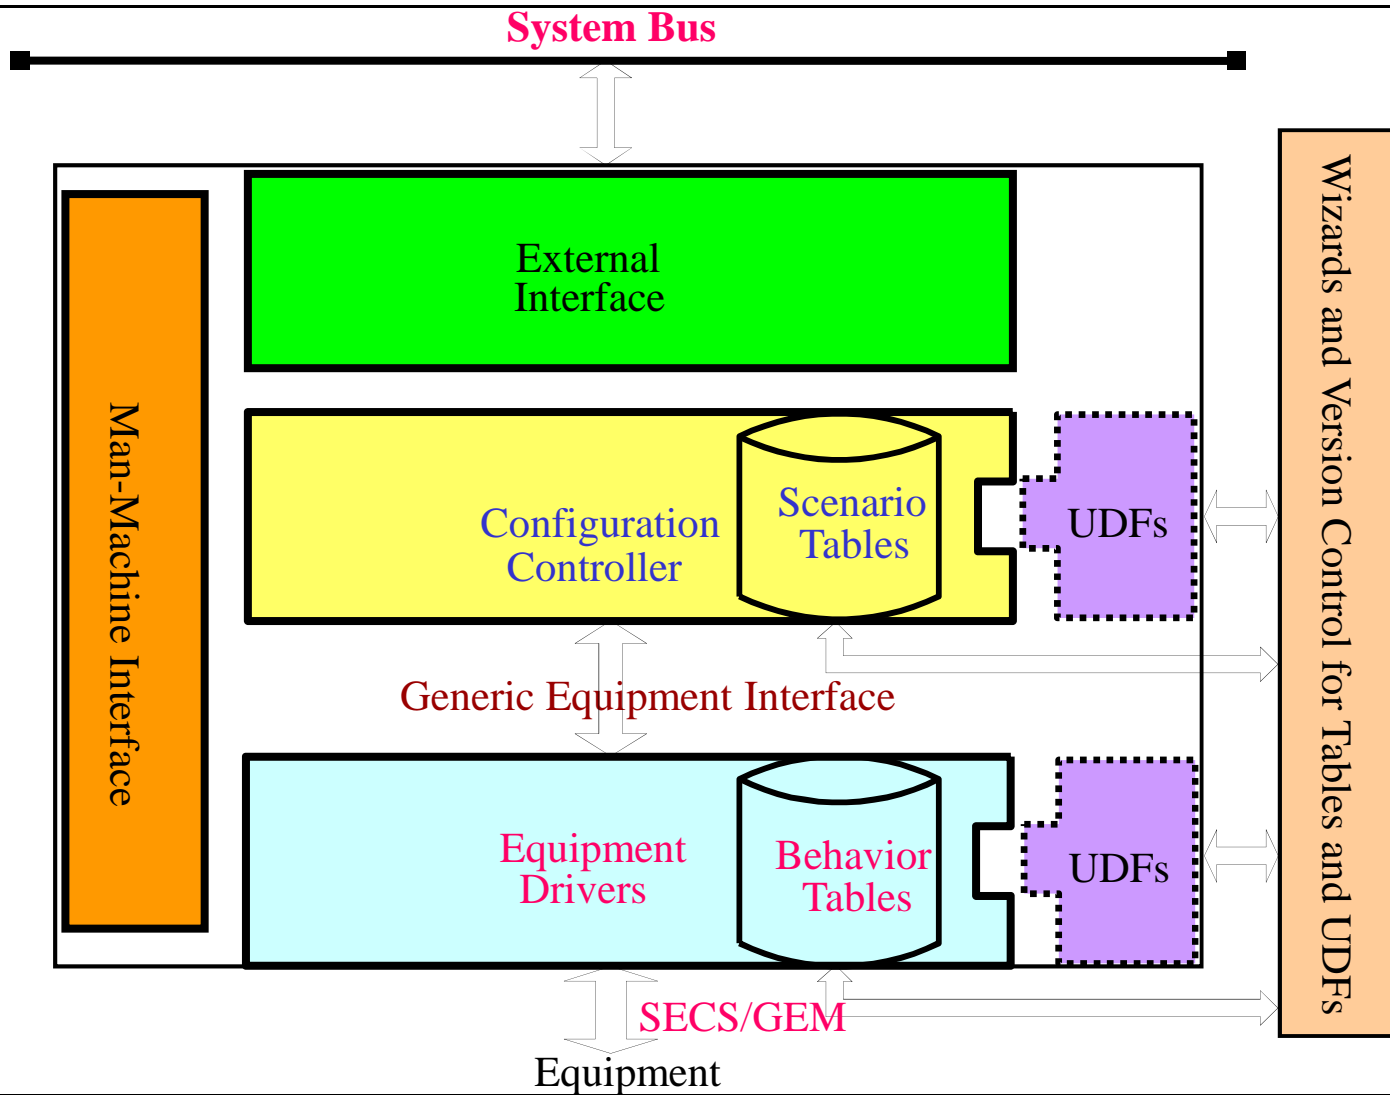 System Bus
External
Interface
Man-Machine Interface
Configuration
Controller
Scenario
Tables
UDFs
Wizards and Version Control for Tables and UDFs
Generic Equipment Interface
Equipment
Drivers
Behavior
Tables
UDFs
SECS/GEM
Equipment